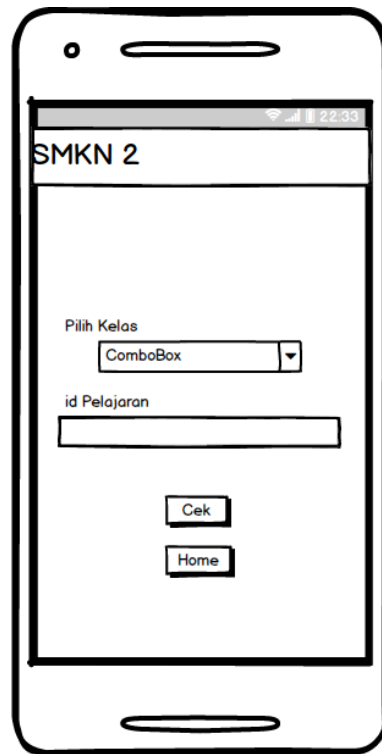 22:33
SMKN 2
Pilih Kelas
ComboBox
id Pelajaran
Cek
Home